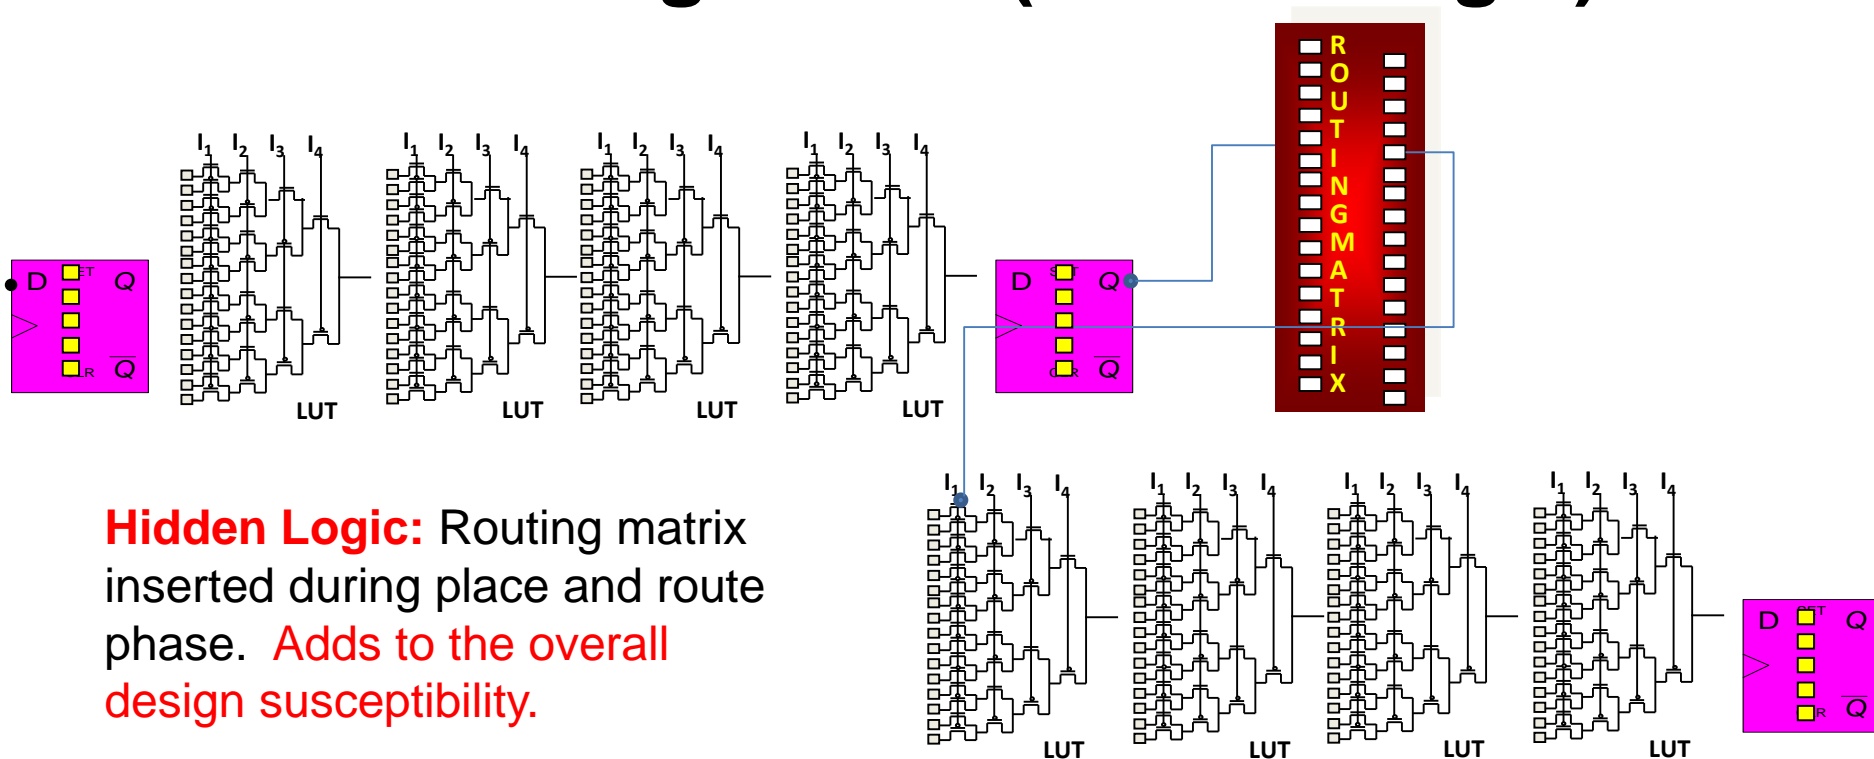 R
O
U
T
I
N
G
M
A
T
R
I
X
I1 I2 I3 I4
I1 I2 I3 I4
I1 I2 I3 I4
I1 I2 I3 I4
D Q
Q
D Q
Q
LUT
LUT
LUT
LUT
I1 I2 I3 I4
I1 I2 I3 I4
I1 I2 I3 I4
I1 I2 I3 I4
Hidden Logic: Routing matrix
inserted during place and route
phase. Adds to the overall
design susceptibility.
D Q
Q
LUT
LUT
LUT
LUT